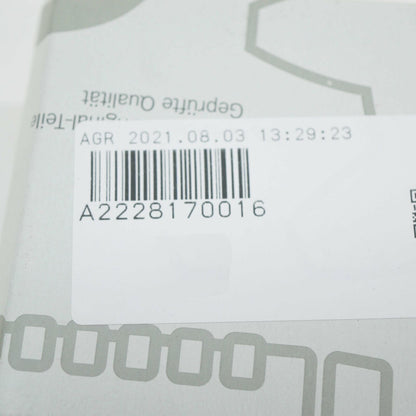 Geprüfte Qualität
AGR 2021.08.03 13:29:23
A2228170016